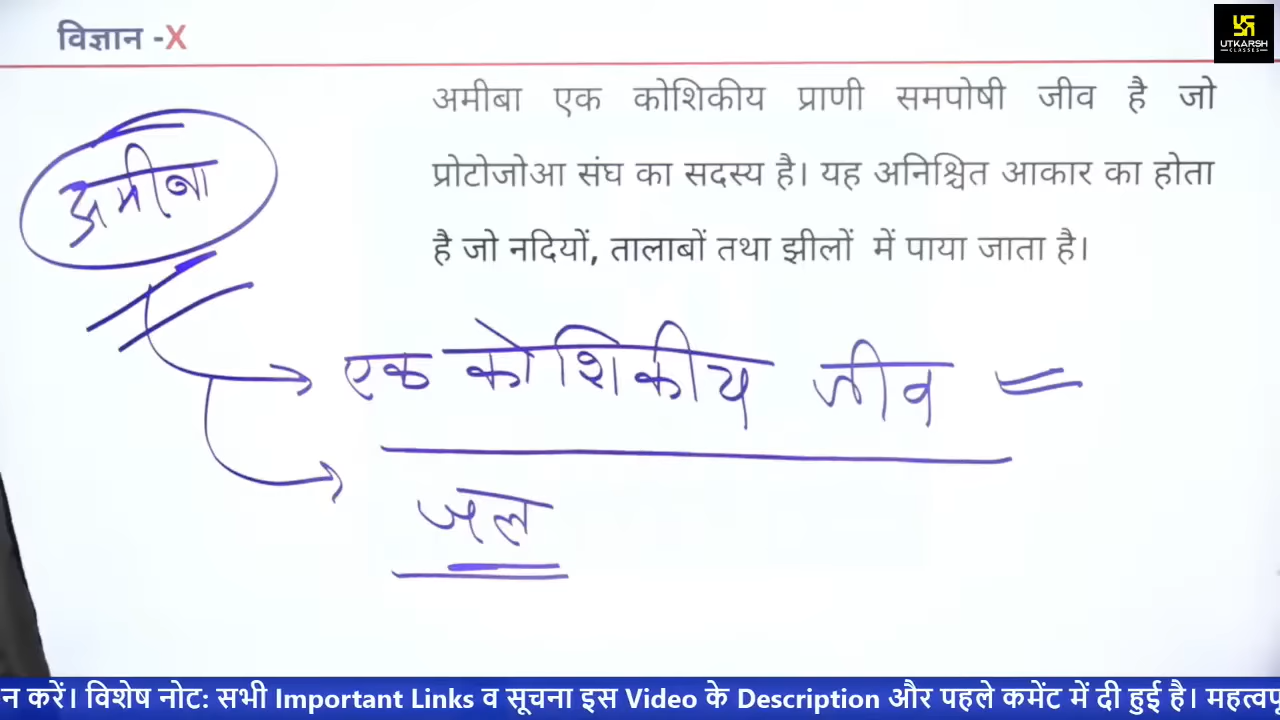 विज्ञान -X
UTKARSH
CLASSES
अमीबा एक कोशिकीय प्राणी समपोषी जीव है जो
प्रोटोजोआ संघ का सदस्य है। यह अनिश्चित आकार का होता
है जो नदियों, तालाबों तथा झीलों में पाया जाता है।
अमीबा
एक कोशिकीय जीव
जल
न करें। विशेष नोट: सभी Important Links व सूचना इस Video के Description और पहले कमेंट में दी हुई है। महत्वपू